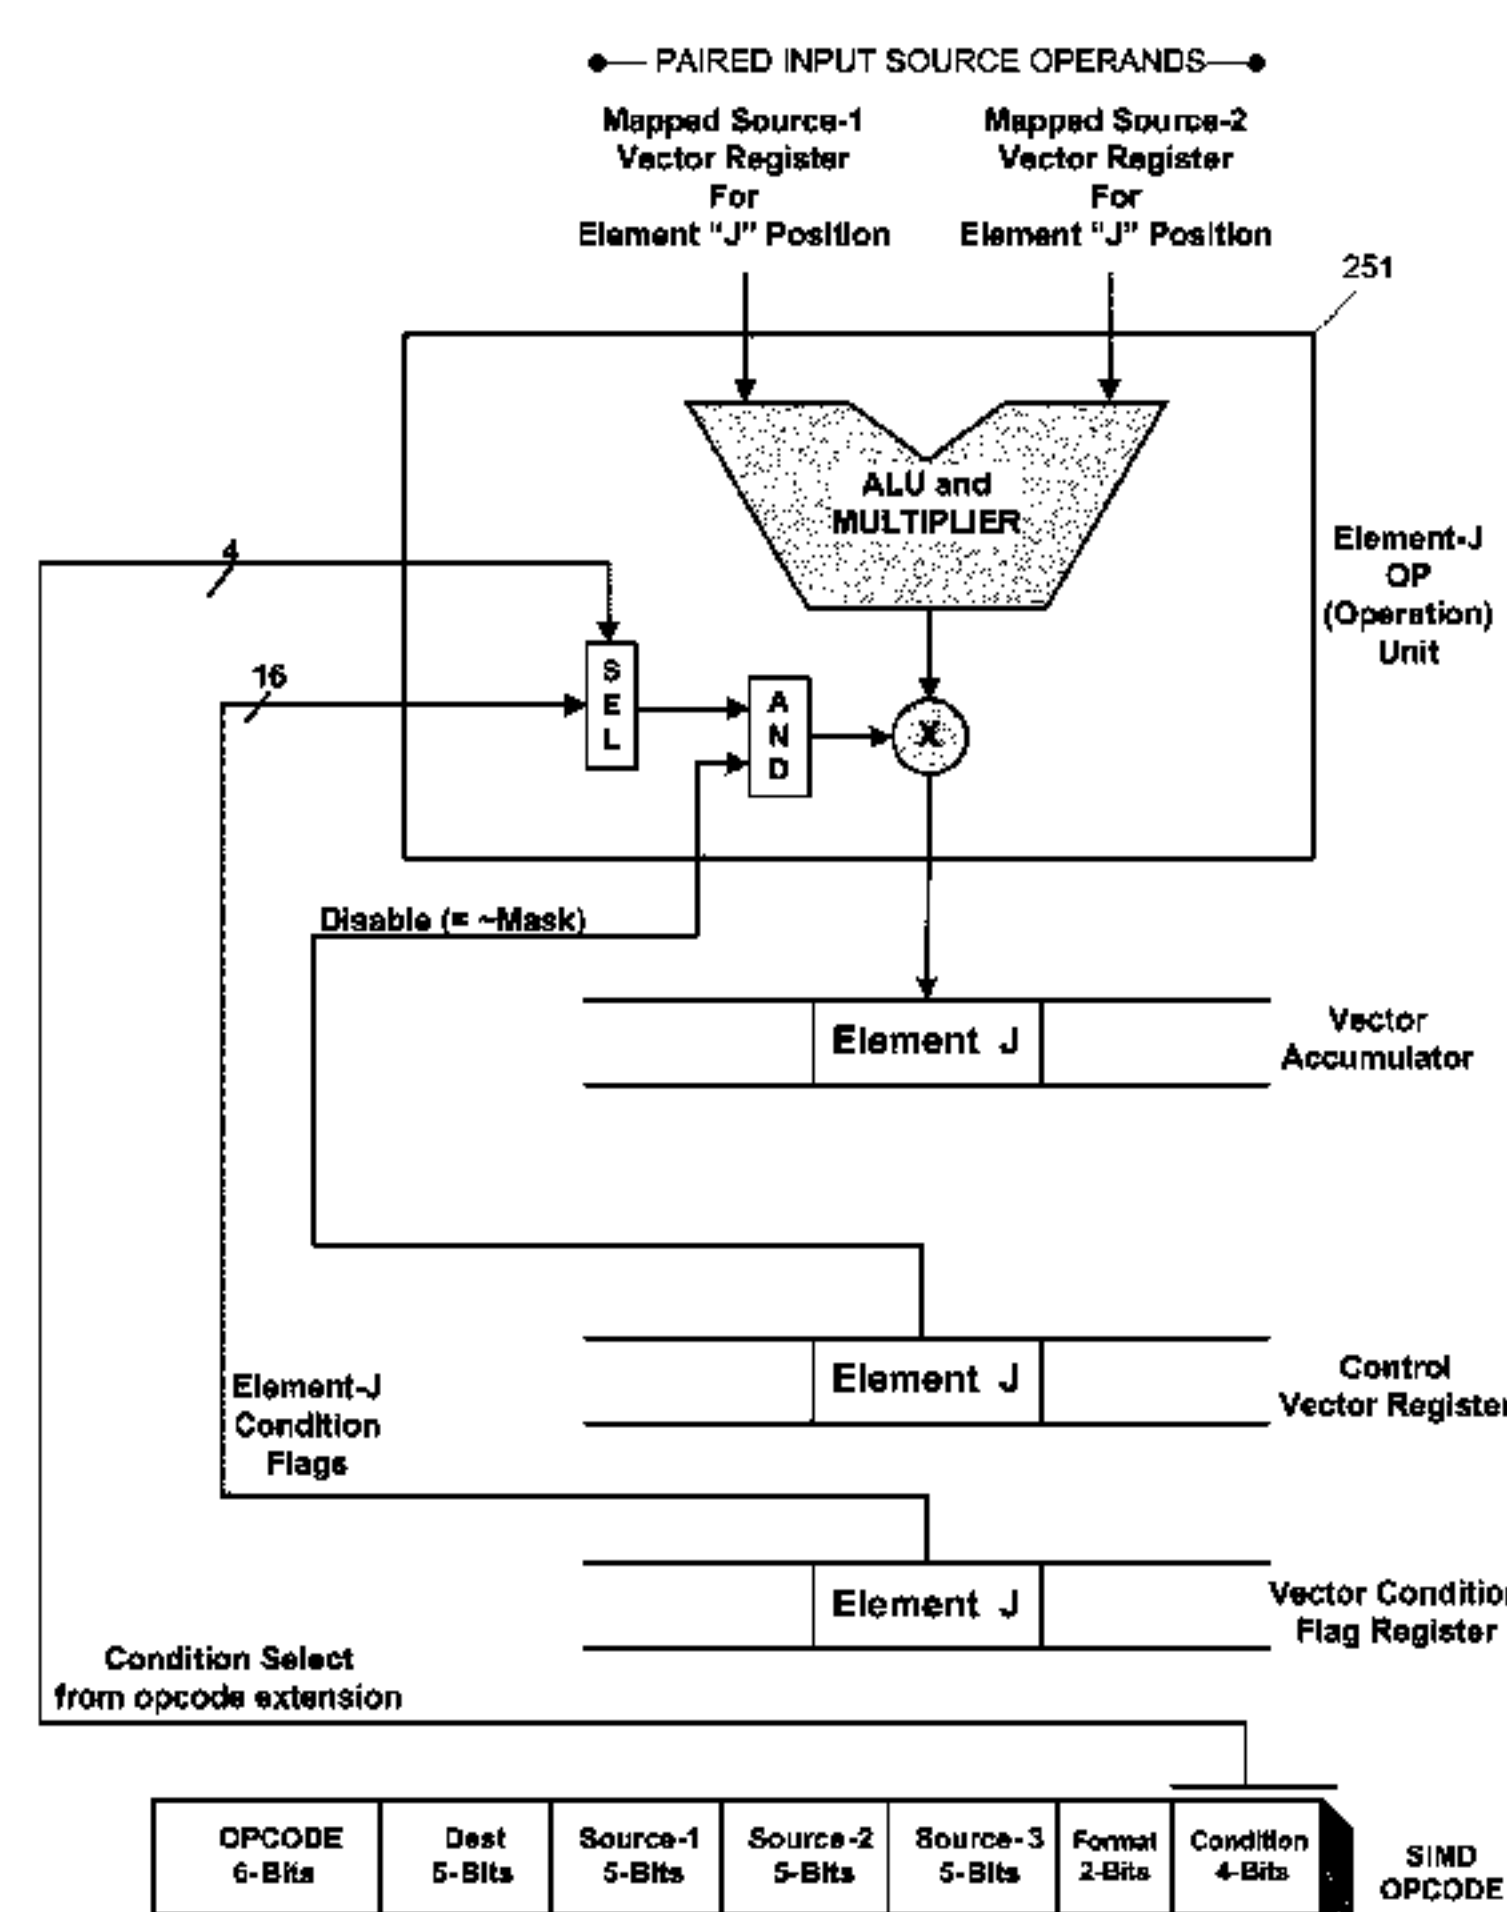 PAIRED INPUT SOURCE OPERANDS
Mapped Source-1
Vector Register
For
Element "J" Position
Mapped Source-2
Vector Register
For
Element "J" Position
251
ALU and
MULTIPLIER
Element-J
OP
(Operation)
Unit
4
16
SEL
AND
X
Disable (= ~Mask)
Element J
Vector
Accumulator
Element J
Control
Vector Register
Element-J
Condition
Flags
Element J
Vector Condition
Flag Register
Condition Select
from opcode extension
OPCODE
6-Bits
Dest
5-Bits
Source-1
5-Bits
Source-2
5-Bits
Source-3
5-Bits
Format
2-Bits
Condition
4-Bits
SIMD
OPCODE